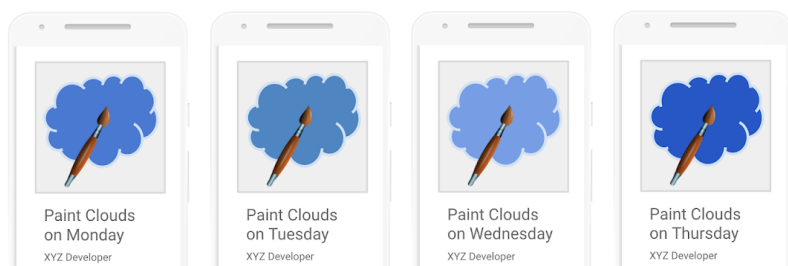 Paint Clouds
on Monday
XYZ Developer
Paint Clouds
on Tuesday
XYZ Developer
Paint Clouds
on Wednesday
XYZ Developer
Paint Clouds
on Thursday
XYZ Developer